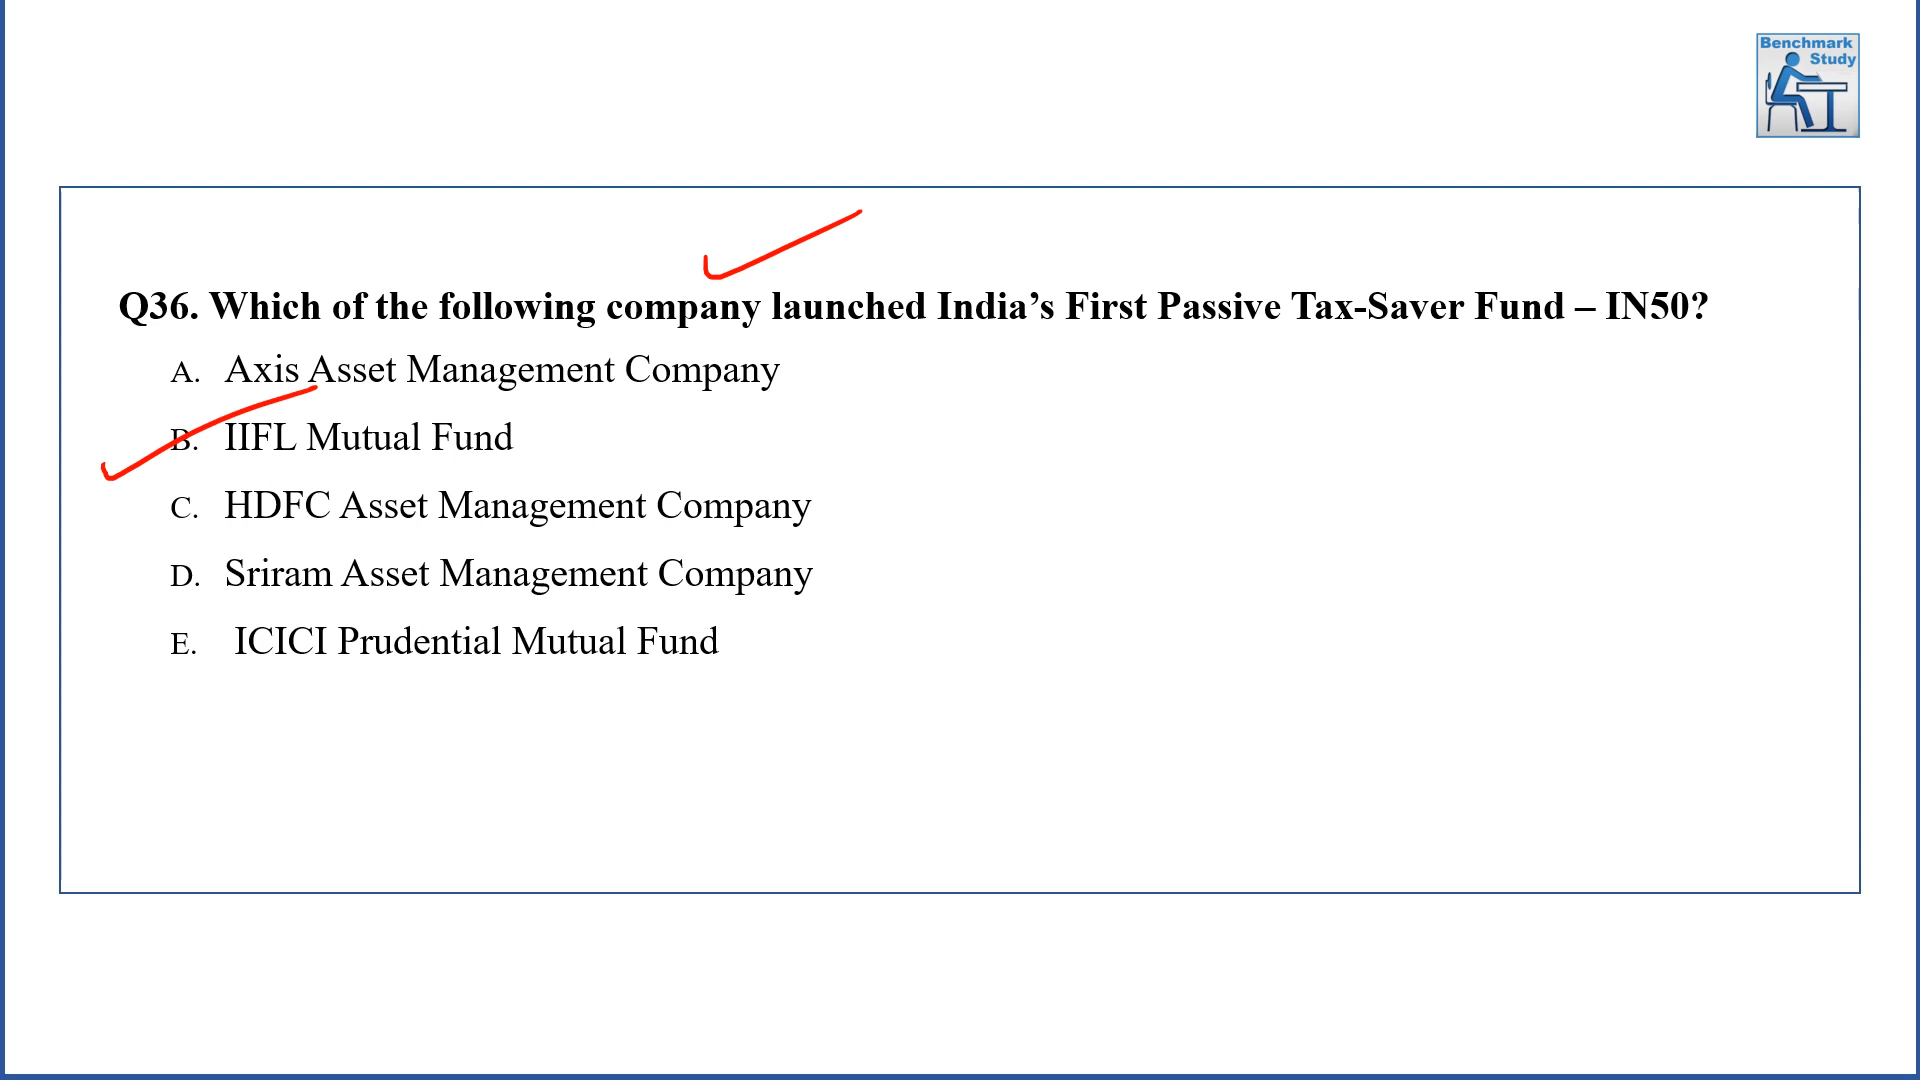 Benchmark
Study
Q36. Which of the following company launched India’s First Passive Tax-Saver Fund – IN50?
A. Axis Asset Management Company
B. IIFL Mutual Fund
C. HDFC Asset Management Company
D. Sriram Asset Management Company
E. ICICI Prudential Mutual Fund